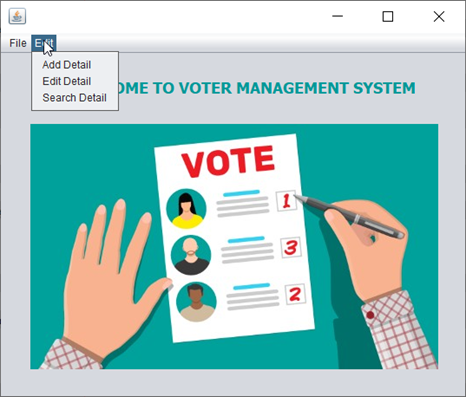 File Edit
Add Detail
Edit Detail
Search Detail
OME TO VOTER MANAGEMENT SYSTEM
VOTE
1
3
2